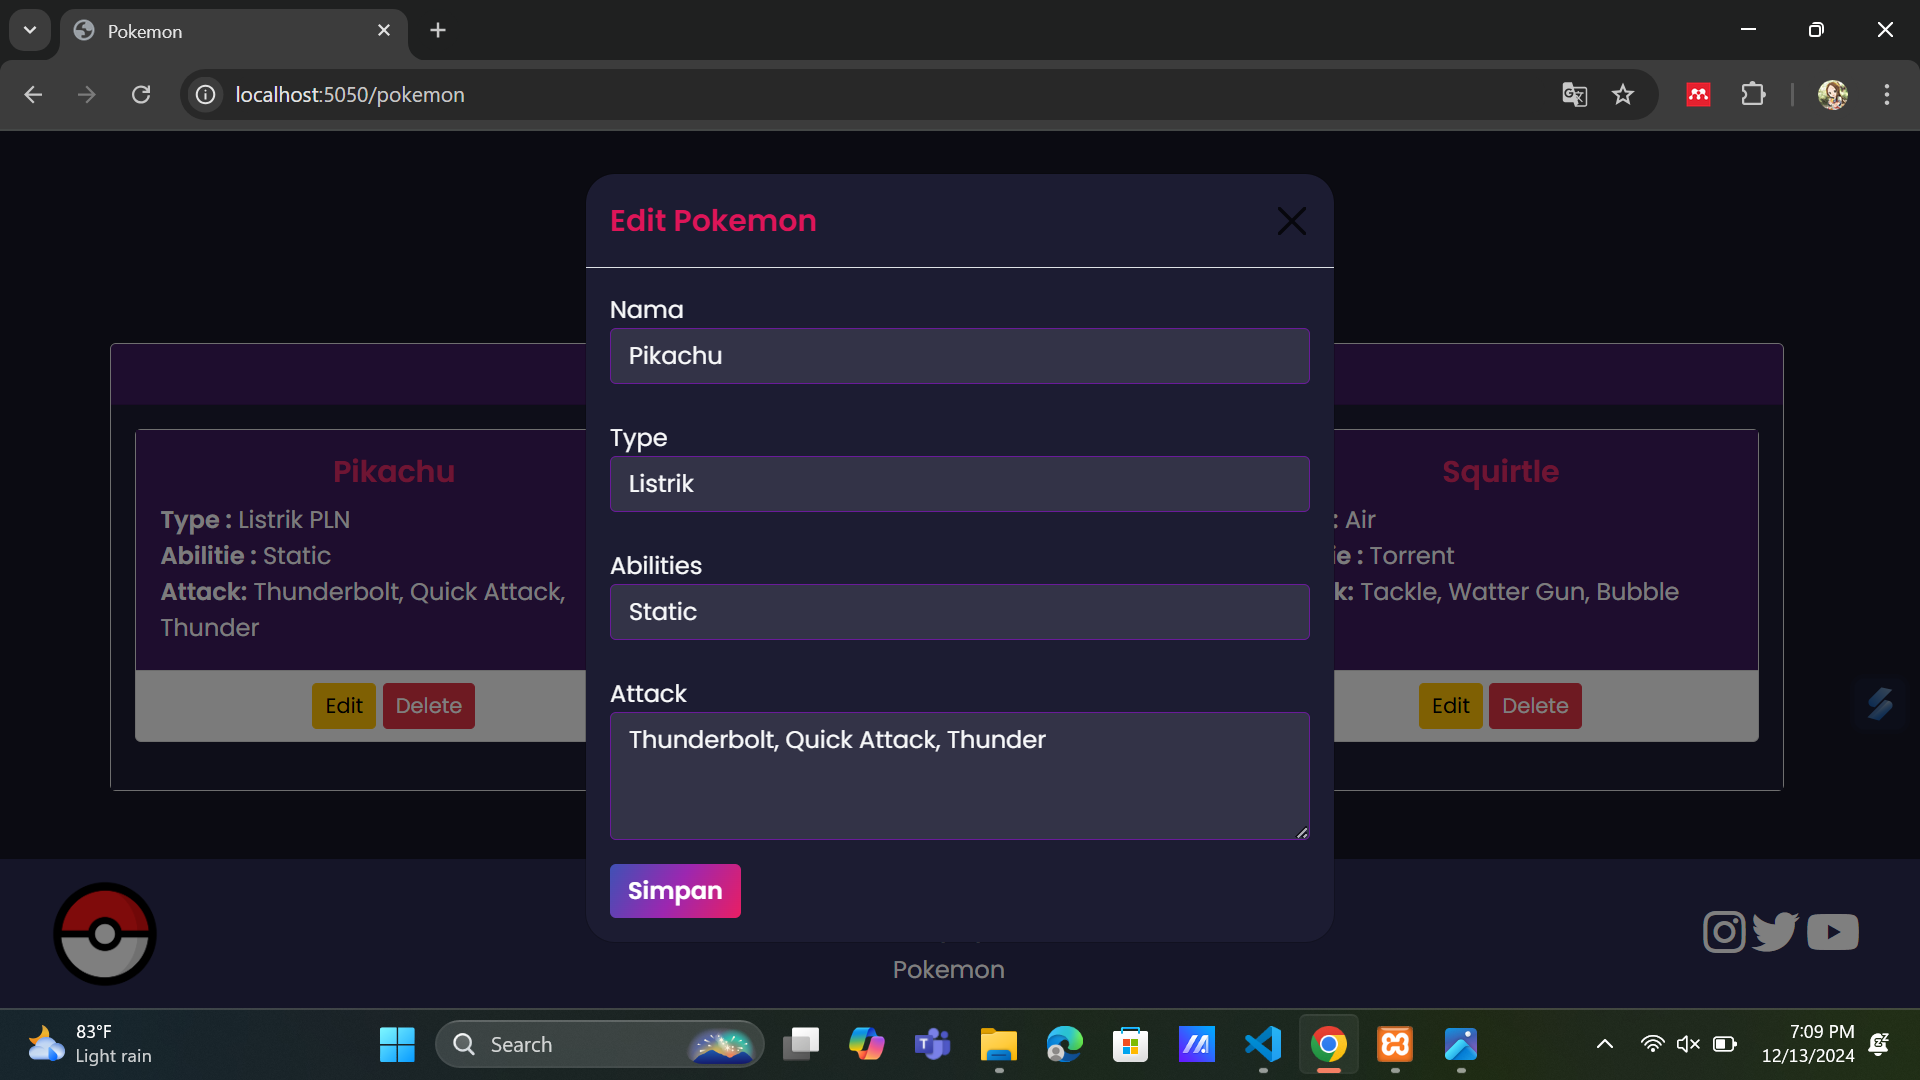 Pokemon
localhost:5050/pokemon
Edit Pokemon
Nama
Pikachu
Type
Listrik
Abilities
Static
Attack
Thunderbolt, Quick Attack, Thunder
Simpan
Pikachu
Type : Listrik PLN
Abilitie : Static
Attack: Thunderbolt, Quick Attack,
Thunder
Edit Delete
Squirtle
: Air
ie : Torrent
k: Tackle, Watter Gun, Bubble
Edit Delete
Pokemon
83°F
Light rain
Search
7:09 PM
12/13/2024